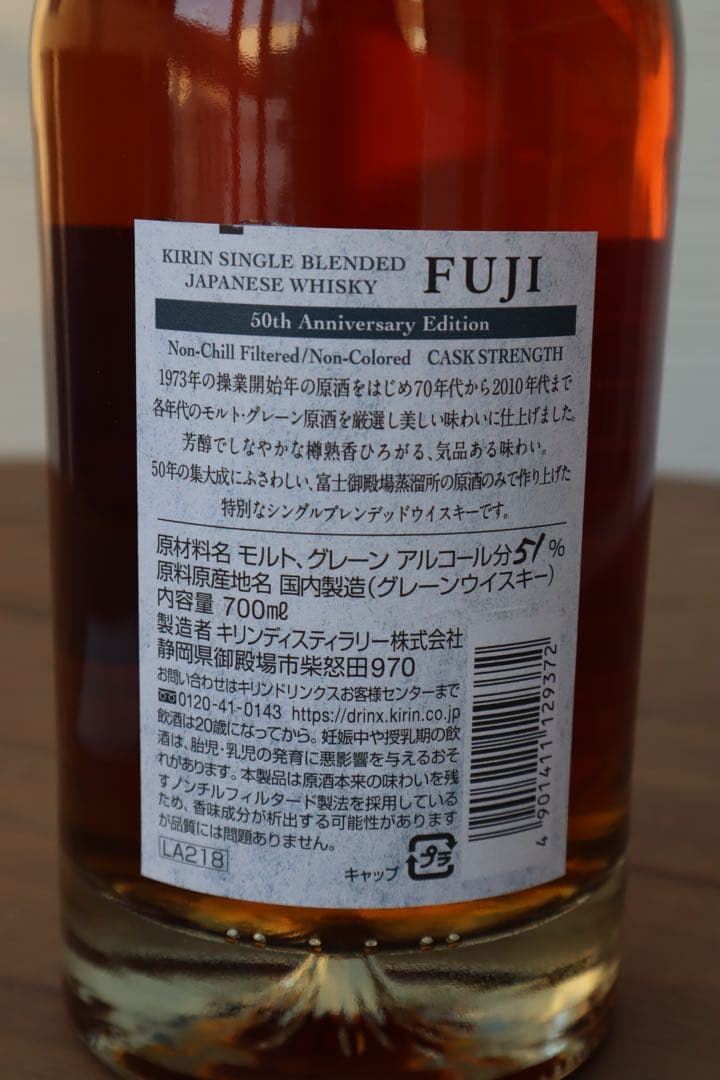 KIRIN SINGLE BLENDED
JAPANESE WHISKY
FUJI
50th Anniversary Edition
Non-Chill Filtered/Non-Colored CASK STRENGTH
1973年の操業開始年の原酒をはじめ70年代から2010年代まで
各年代のモルト・グレーン原酒を厳選し美しい味わいに仕上げました。
芳醇でしなやかな樽熟香ひろがる、気品ある味わい。
50年の集大成にふさわしい、富士御殿場蒸溜所の原酒のみで作り上げた
特別なシングルブレンデッドウイスキーです。
原材料名 モルト、グレーン アルコール分51%
原料原産地名 国内製造(グレーンウイスキー)
内容量 700mℓ
製造者 キリンディスティラリー株式会社
静岡県御殿場市柴怒田970
お問い合わせはキリンドリンクスお客様センターまで
0120-41-0143 https://drinx.kirin.co.jp
飲酒は20歳になってから。妊娠中や授乳期の飲
酒は、胎児・乳児の発育に悪影響を与えるおそ
れがあります。本製品は原酒本来の味わいを残
すノンチルフィルタード製法を採用している
ため、香味成分が析出する可能性があります
が品質には問題ありません。
LA218
キャップ プラ
4 901411 129372